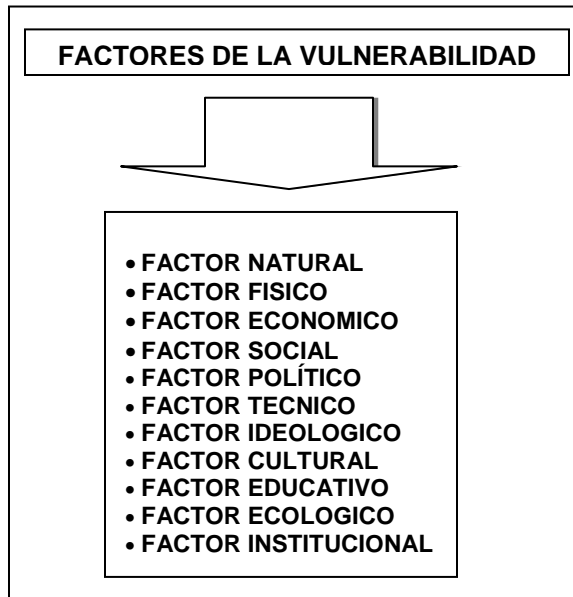 FACTORES DE LA VULNERABILIDAD
• FACTOR NATURAL
• FACTOR FISICO
• FACTOR ECONOMICO
• FACTOR SOCIAL
• FACTOR POLÍTICO
• FACTOR TECNICO
• FACTOR IDEOLOGICO
• FACTOR CULTURAL
• FACTOR EDUCATIVO
• FACTOR ECOLOGICO
• FACTOR INSTITUCIONAL